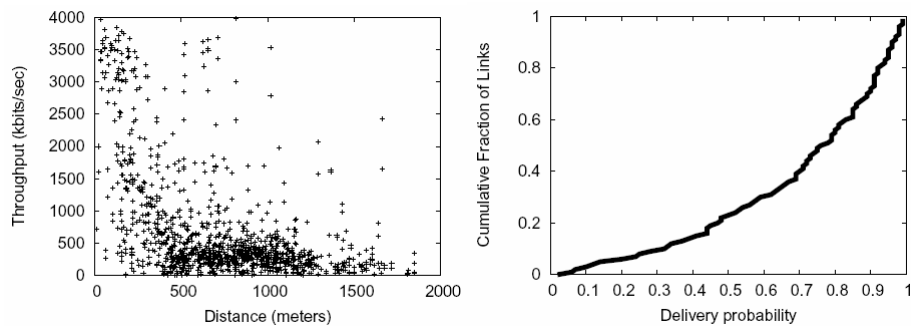 4000
3500
3000
2500
2000
1500
1000
500
0
Throughput (kbits/sec)
0 500 1000 1500 2000
Distance (meters)
1
0.8
0.6
0.4
0.2
0
Cumulative Fraction of Links
0 0.1 0.2 0.3 0.4 0.5 0.6 0.7 0.8 0.9 1
Delivery probability